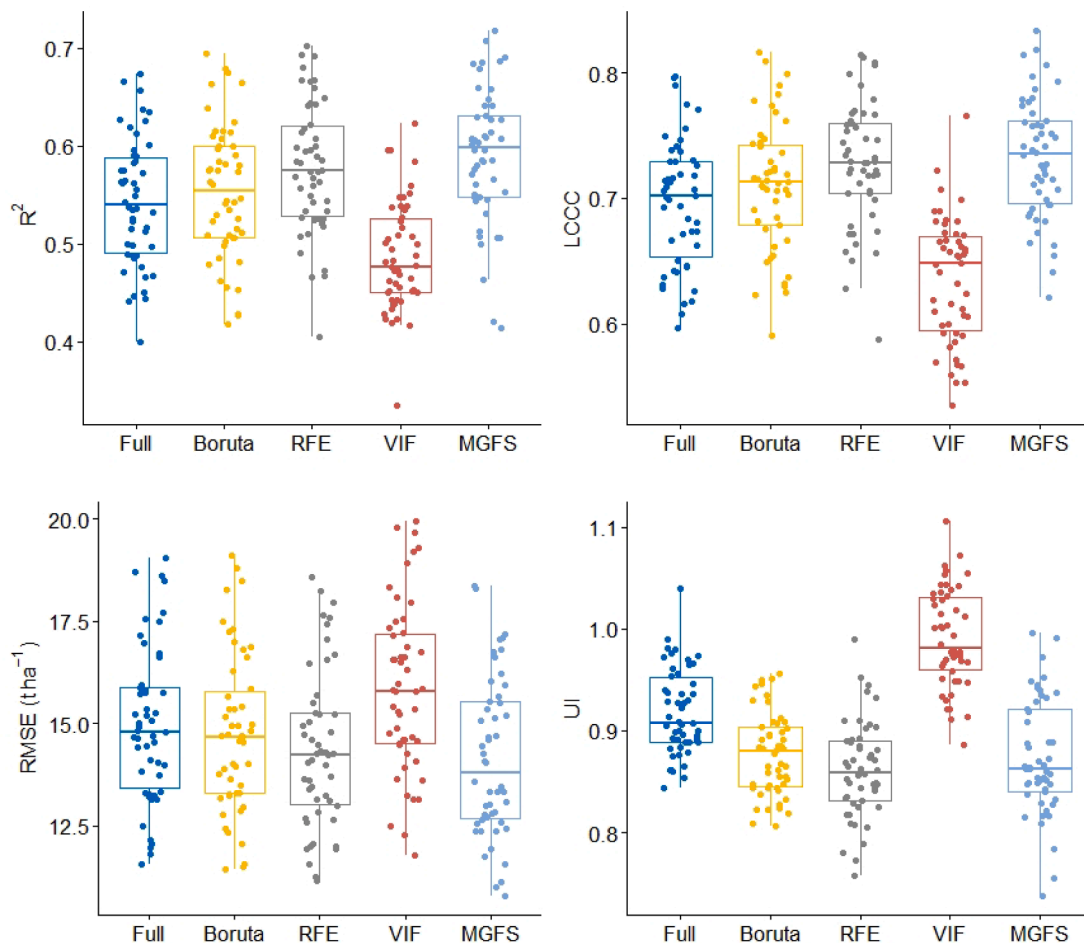 0.7
0.6
0.5
0.4
R²
Full Boruta RFE VIF MGFS
0.8
0.7
0.6
LCCC
Full Boruta RFE VIF MGFS
20.0
17.5
15.0
12.5
RMSE (t ha⁻¹)
Full Boruta RFE VIF MGFS
1.1
1.0
0.9
0.8
UI
Full Boruta RFE VIF MGFS